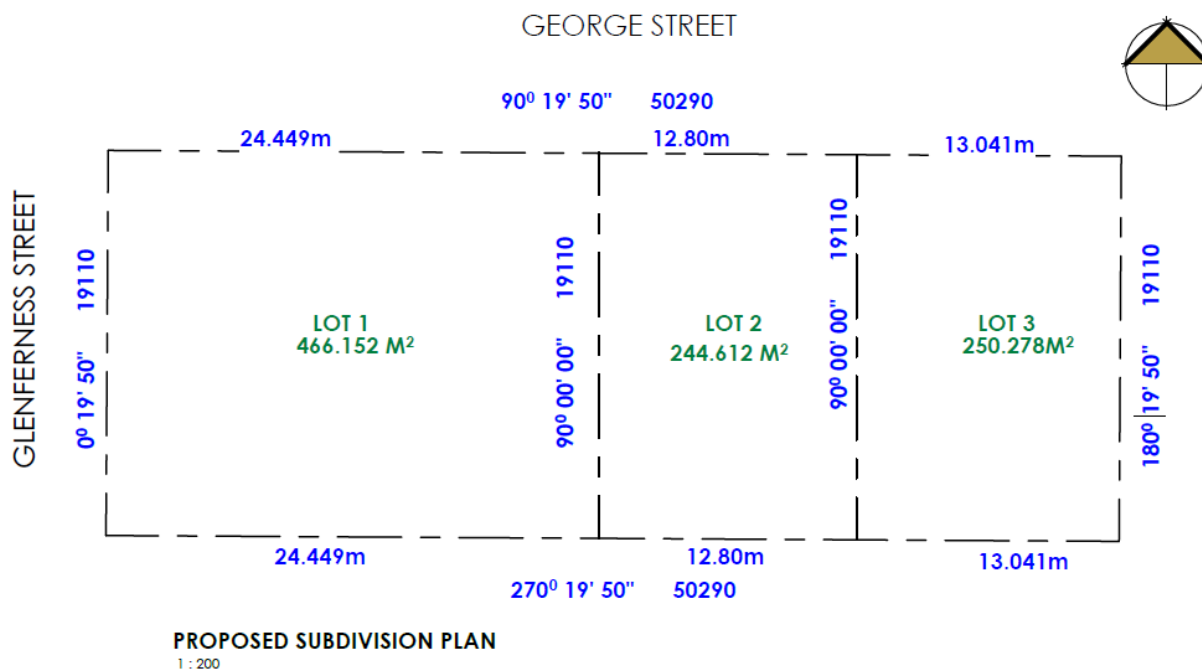 GEORGE STREET
90⁰ 19' 50" 50290
24.449m
12.80m
13.041m
GLENFERNESS STREET
0⁰ 19' 50" 19110
90⁰ 00' 00" 19110
90⁰ 00' 00" 19110
180⁰ 19' 50" 19110
LOT 1
466.152 M²
LOT 2
244.612 M²
LOT 3
250.278M²
24.449m
12.80m
13.041m
270⁰ 19' 50" 50290
PROPOSED SUBDIVISION PLAN
1 : 200